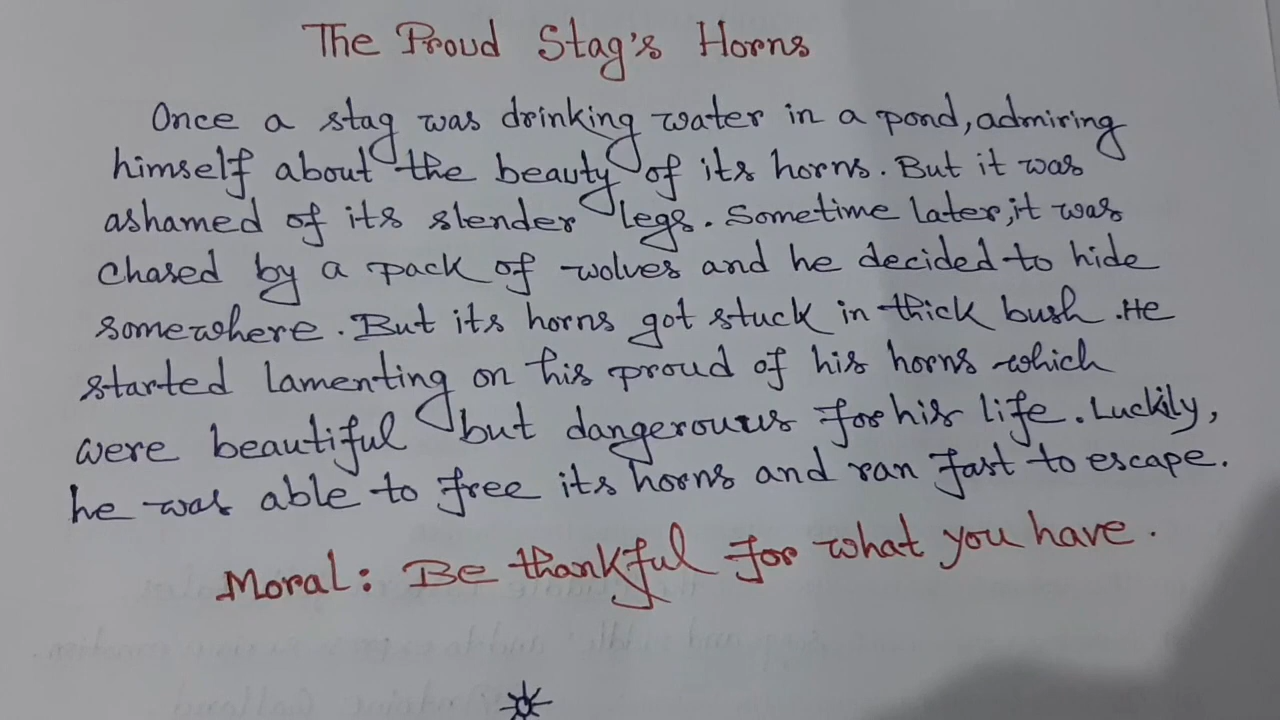 The Proud Stag's Horns
Once a stag was drinking water in a pond, admiring
himself about the beauty of its horns. But it was
ashamed of its slender legs. Sometime later, it was
chased by a pack of wolves and he decided to hide
somewhere. But its horns got stuck in thick bush. He
started lamenting on his proud of his horns which
were beautiful but dangerouus for his life. Luckily,
he was able to free its horns and ran fast to escape.
Moral: Be thankful for what you have.